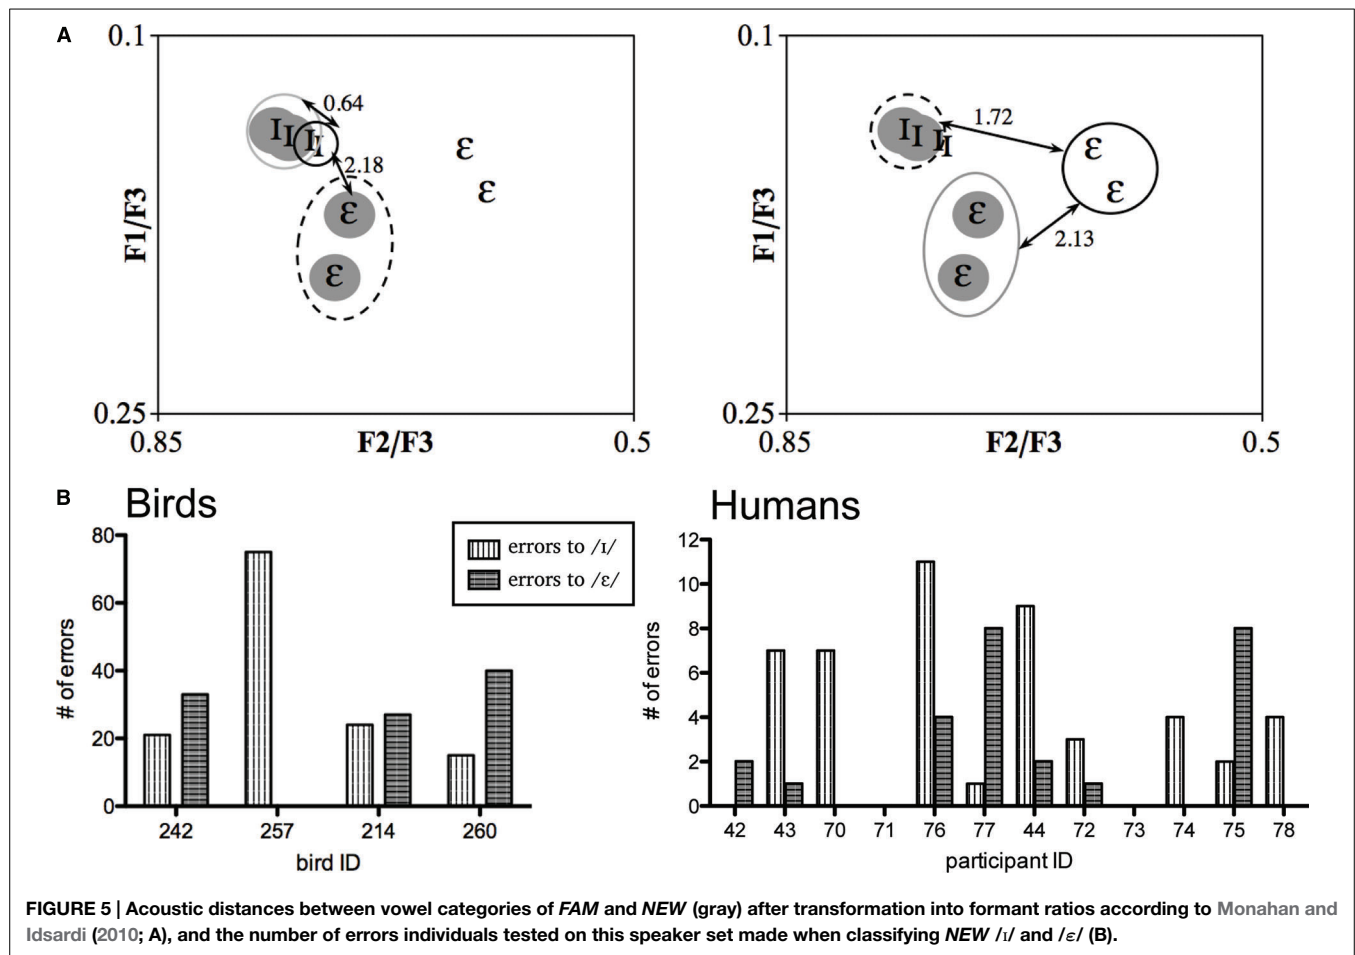 A
0.1
0.64
I I I I
2.18
ε
ε
ε
ε
F1/F3
0.25
0.85
F2/F3
0.5
0.1
1.72
I I I I
ε
ε
ε
ε
2.13
F1/F3
0.25
0.85
F2/F3
0.5
B
Birds
errors to /ɪ/
errors to /ε/
# of errors
80
60
40
20
0
242 257 214 260
bird ID
Humans
# of errors
12
10
8
6
4
2
0
42 43 70 71 76 77 44 72 73 74 75 78
participant ID
FIGURE 5 | Acoustic distances between vowel categories of FAM and NEW (gray) after transformation into formant ratios according to Monahan and
Idsardi (2010; A), and the number of errors individuals tested on this speaker set made when classifying NEW /ɪ/ and /ε/ (B).